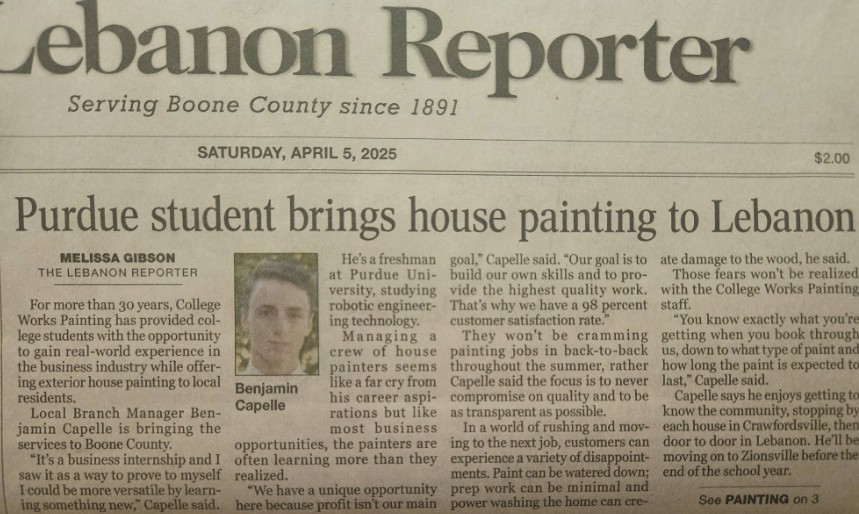 Lebanon Reporter
Serving Boone County since 1891
SATURDAY, APRIL 5, 2025
$2.00
Purdue student brings house painting to Lebanon
MELISSA GIBSON
THE LEBANON REPORTER
For more than 30 years, College
Works Painting has provided col-
lege students with the opportunity
to gain real-world experience in
the business industry while offer-
ing exterior house painting to local
residents.
Local Branch Manager Ben-
jamin Capelle is bringing the
services to Boone County.
“It’s a business internship and I
saw it as a way to prove to myself
I could be more versatile by learn-
ing something new,” Capelle said.
Benjamin
Capelle
He’s a freshman
at Purdue Uni-
versity, studying
robotic engineer-
ing technology.
Managing a
crew of house
painters seems
like a far cry from
his career aspi-
rations but like
most business
opportunities, the painters are
often learning more than they
realized.
“We have a unique opportunity
here because profit isn’t our main
goal,” Capelle said. “Our goal is to
build our own skills and to pro-
vide the highest quality work.
That’s why we have a 98 percent
customer satisfaction rate.”
They won’t be cramming
painting jobs in back-to-back
throughout the summer, rather
Capelle said the focus is to never
compromise on quality and to be
as transparent as possible.
In a world of rushing and mov-
ing to the next job, customers can
experience a variety of disappoint-
ments. Paint can be watered down;
prep work can be minimal and
power washing the home can cre-
ate damage to the wood, he said.
Those fears won’t be realized
with the College Works Painting
staff.
“You know exactly what you’re
getting when you book through
us, down to what type of paint and
how long the paint is expected to
last,” Capelle said.
Capelle says he enjoys getting to
know the community, stopping by
each house in Crawfordsville, then
door to door in Lebanon. He’ll be
moving on to Zionsville before the
end of the school year.
See PAINTING on 3